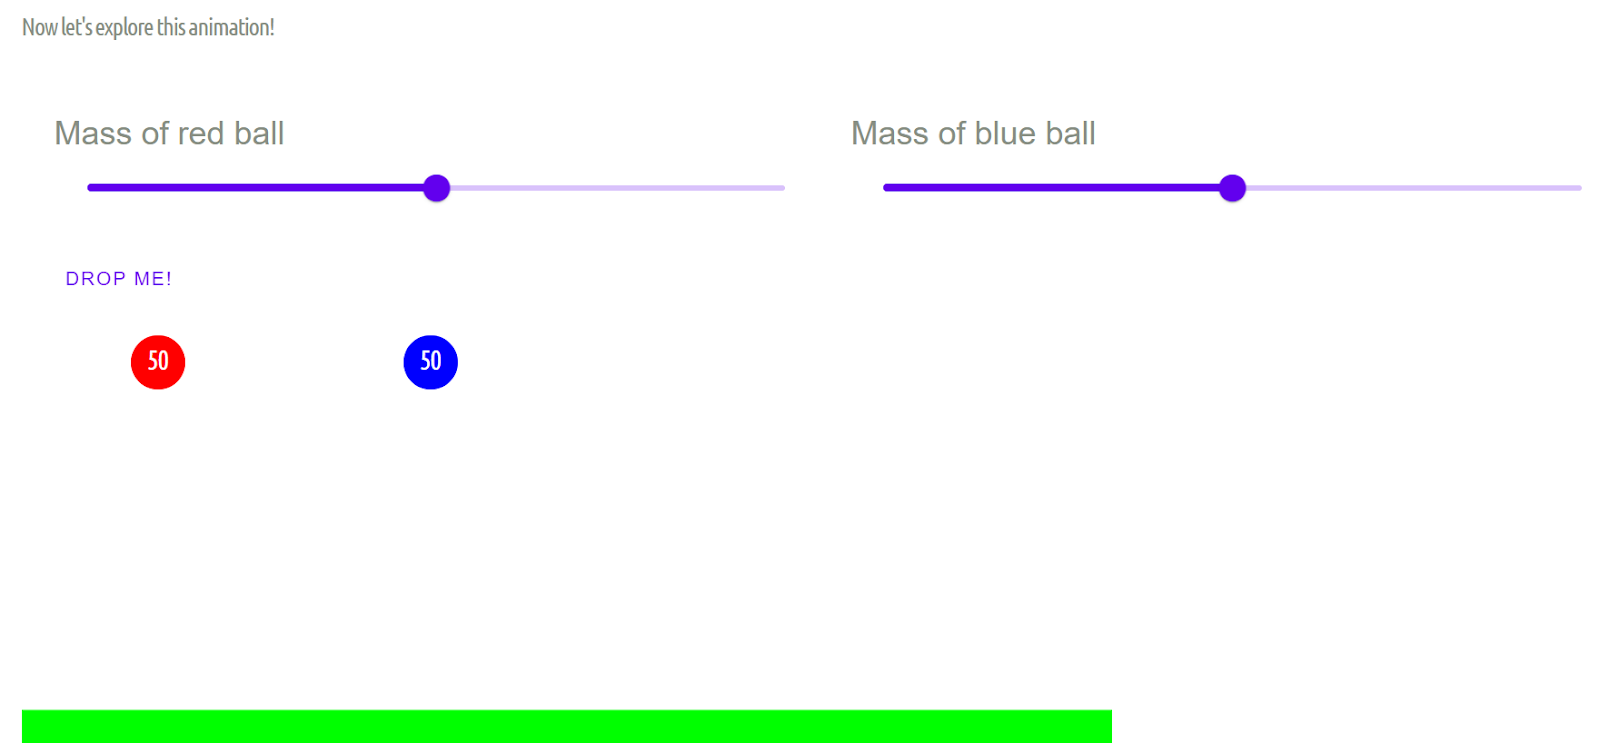 Now let's explore this animation!
Mass of red ball
Mass of blue ball
DROP ME!
50
50